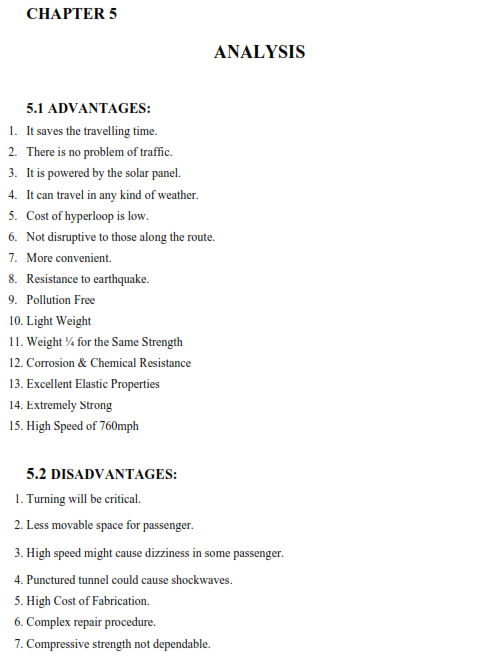 CHAPTER 5
ANALYSIS
5.1 ADVANTAGES:
1. It saves the travelling time.
2. There is no problem of traffic.
3. It is powered by the solar panel.
4. It can travel in any kind of weather.
5. Cost of hyperloop is low.
6. Not disruptive to those along the route.
7. More convenient.
8. Resistance to earthquake.
9. Pollution Free
10. Light Weight
11. Weight ¼ for the Same Strength
12. Corrosion & Chemical Resistance
13. Excellent Elastic Properties
14. Extremely Strong
15. High Speed of 760mph
5.2 DISADVANTAGES:
1. Turning will be critical.
2. Less movable space for passenger.
3. High speed might cause dizziness in some passenger.
4. Punctured tunnel could cause shockwaves.
5. High Cost of Fabrication.
6. Complex repair procedure.
7. Compressive strength not dependable.